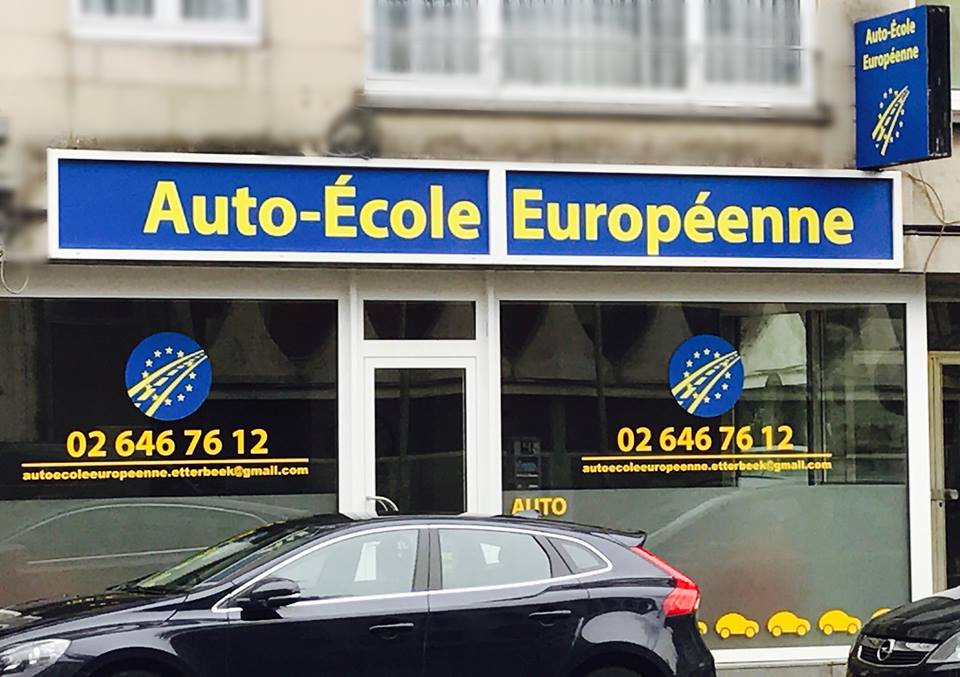 Auto-École
Européenne
Auto-École Européenne
02 646 76 12
autoecoleeuropeenne.etterbeek@gmail.com
02 646 76 12
autoecoleeuropeenne.etterbeek@gmail.com
AUTO